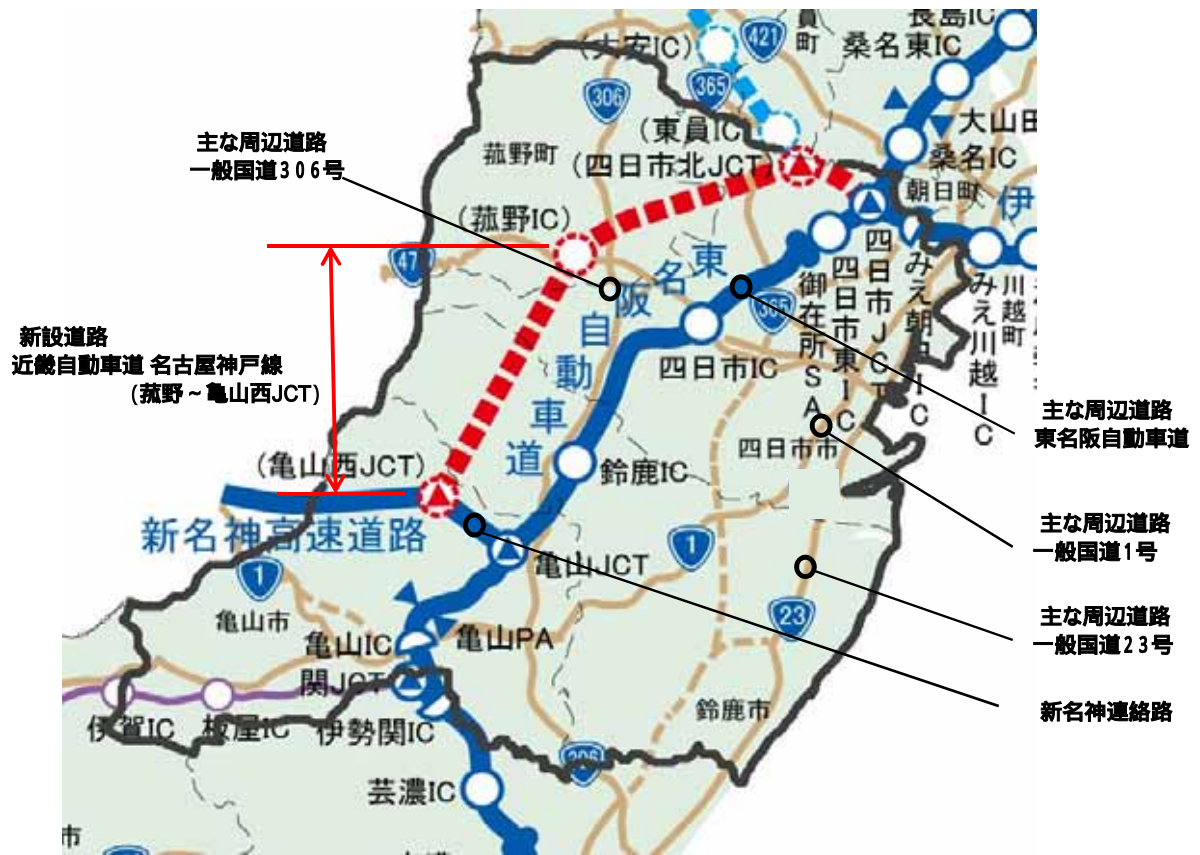 長島IC
桑名東IC
員町
421
(大安IC)
365
306
(東員IC)
大山田
主な周辺道路
一般国道306号
菰野町
(四日市北JCT)
桑名IC
朝日町
伊
(菰野IC)
47
東名阪自動車道
365
四日市JCT
四日市東IC
御在所SA
みえ朝日IC
みえ川越IC
川越町
新設道路
近畿自動車道 名古屋神戸線
(菰野~亀山西JCT)
四日市IC
主な周辺道路
東名阪自動車道
四日市市
(亀山西JCT)
鈴鹿IC
新名神高速道路
主な周辺道路
一般国道1号
1
亀山JCT
1
亀山市
23
主な周辺道路
一般国道23号
亀山IC
亀山PA
関JCT
鈴鹿市
新名神連絡路
伊賀IC
板屋IC
伊勢関IC
306
芸濃IC
市